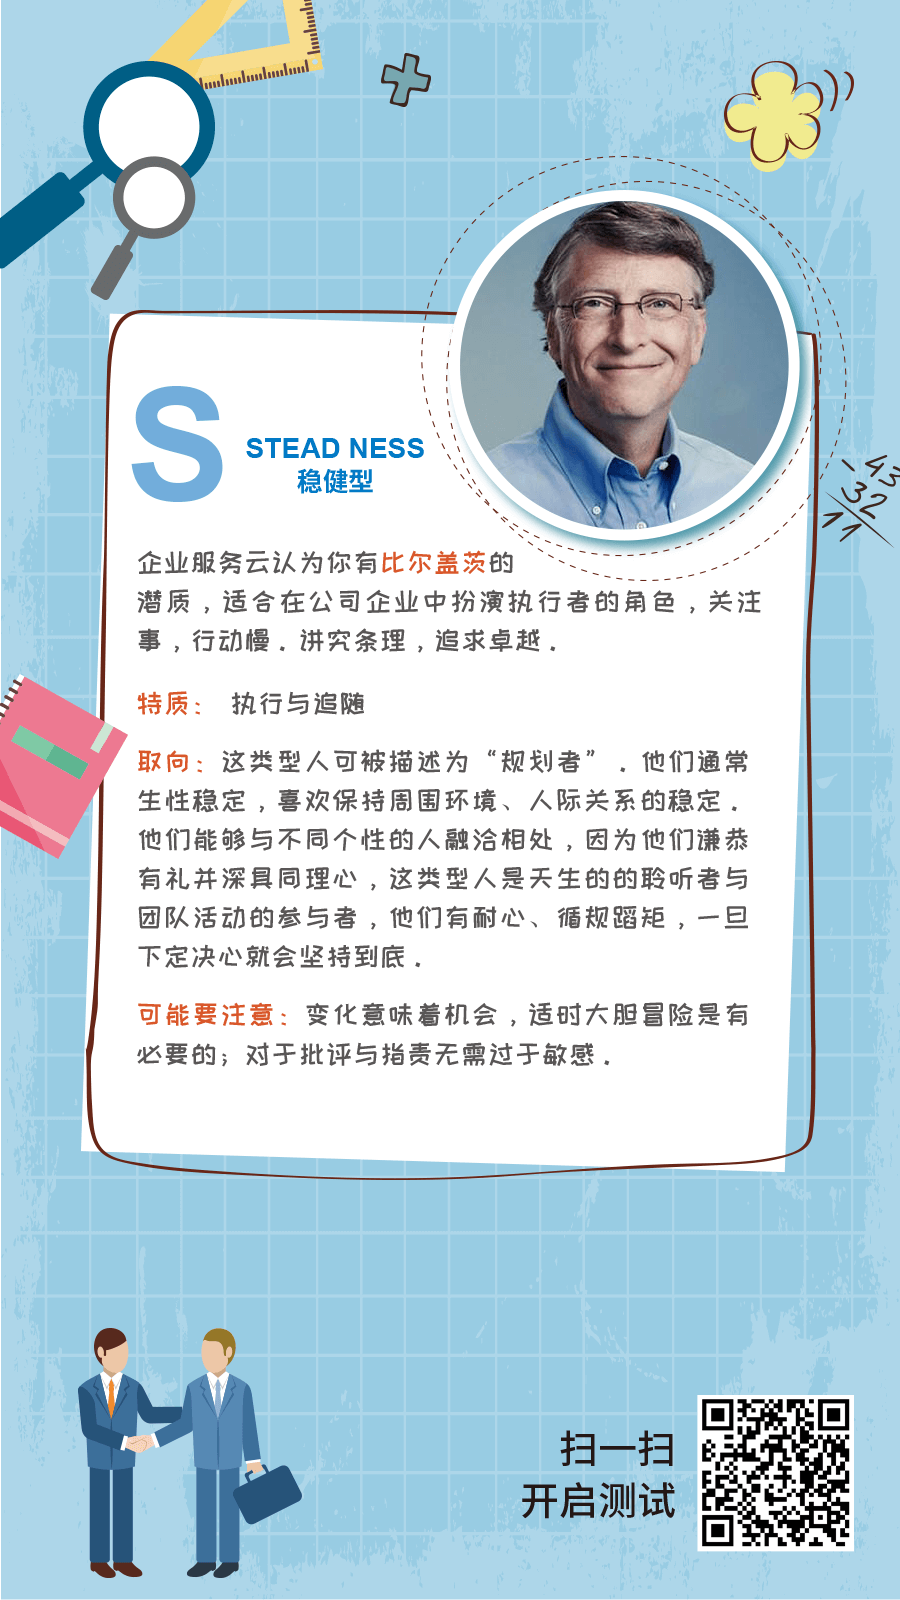 S
STEAD NESS
稳健型
-43
32
11
企业服务云认为你有比尔盖茨的
潜质，适合在公司企业中扮演执行者的角色，关注
事，行动慢．讲究条理，追求卓越．
特质： 执行与追随
取向：这类型人可被描述为“规划者”．他们通常
生性稳定，喜欢保持周围环境、人际关系的稳定．
他们能够与不同个性的人融洽相处，因为他们谦恭
有礼并深具同理心，这类型人是天生的的聆听者与
团队活动的参与者，他们有耐心、循规蹈矩，一旦
下定决心就会坚持到底．
可能要注意：变化意味着机会，适时大胆冒险是有
必要的；对于批评与指责无需过于敏感．
扫一扫
开启测试